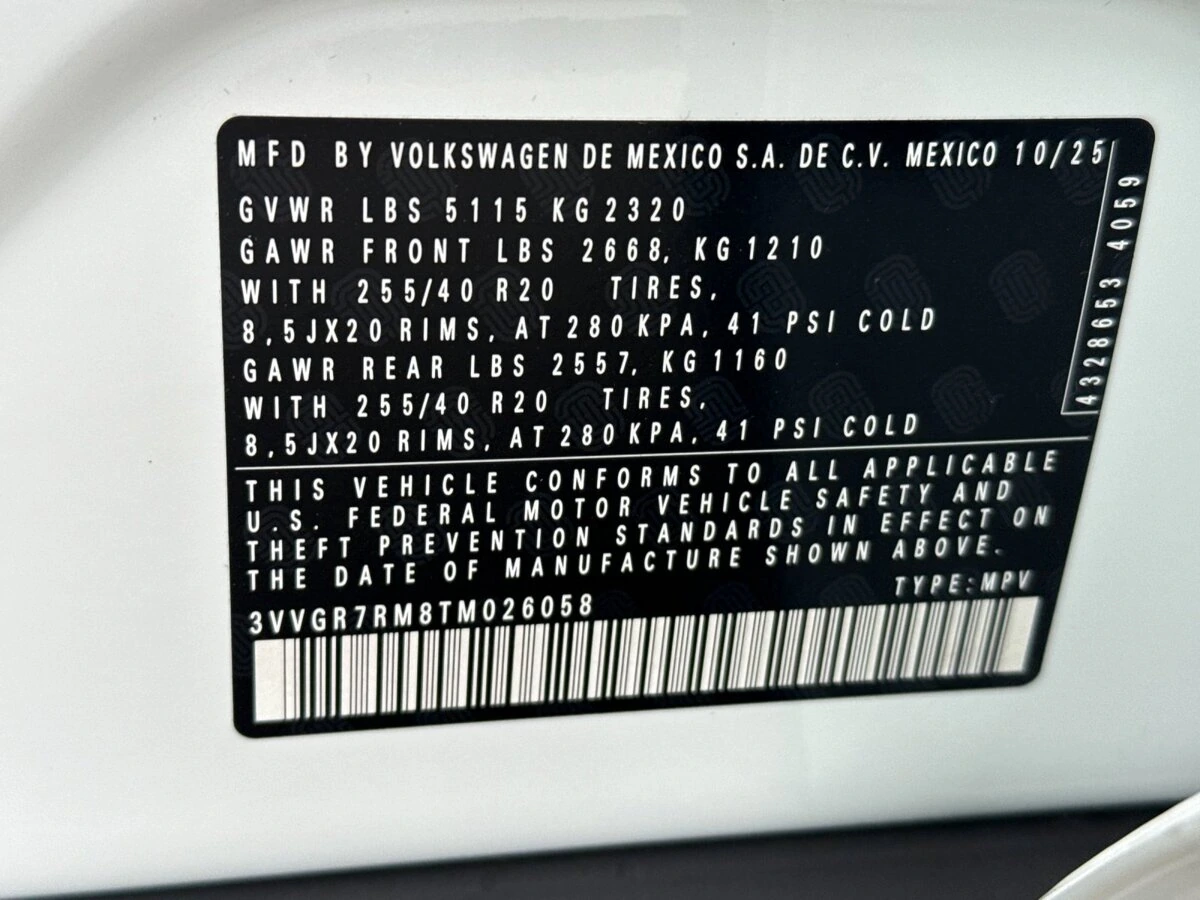 MFD BY VOLKSWAGEN DE MEXICO S.A. DE C.V. MEXICO 10/25
GVWR LBS 5115 KG 2320
GAWR FRONT LBS 2668, KG 1210
WITH 255/40 R20 TIRES,
8,5JX20 RIMS, AT 280 KPA, 41 PSI COLD
GAWR REAR LBS 2557, KG 1160
WITH 255/40 R20 TIRES,
8,5JX20 RIMS, AT 280 KPA, 41 PSI COLD
4328653 4059
THIS VEHICLE CONFORMS TO ALL APPLICABLE
U.S. FEDERAL MOTOR VEHICLE SAFETY AND
THEFT PREVENTION STANDARDS IN EFFECT ON
THE DATE OF MANUFACTURE SHOWN ABOVE.
TYPE:MPV
3VVGR7RM8TM026058